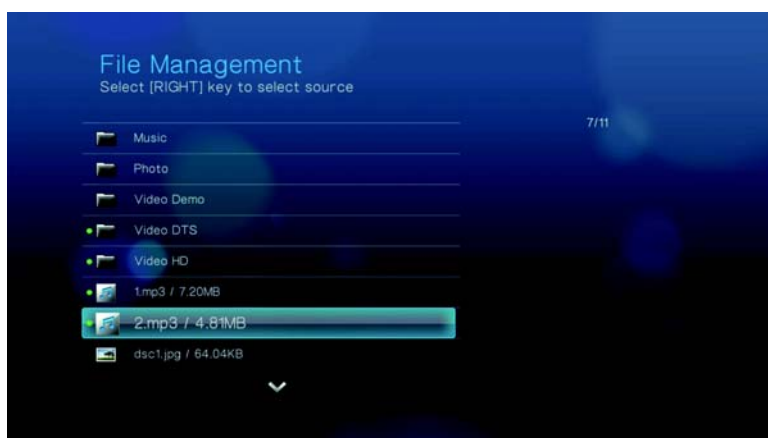 File Management
Select [RIGHT] key to select source
7/11
Music
Photo
Video Demo
Video DTS
Video HD
1.mp3 / 7.20MB
2.mp3 / 4.81MB
dsc1.jpg / 64.04KB